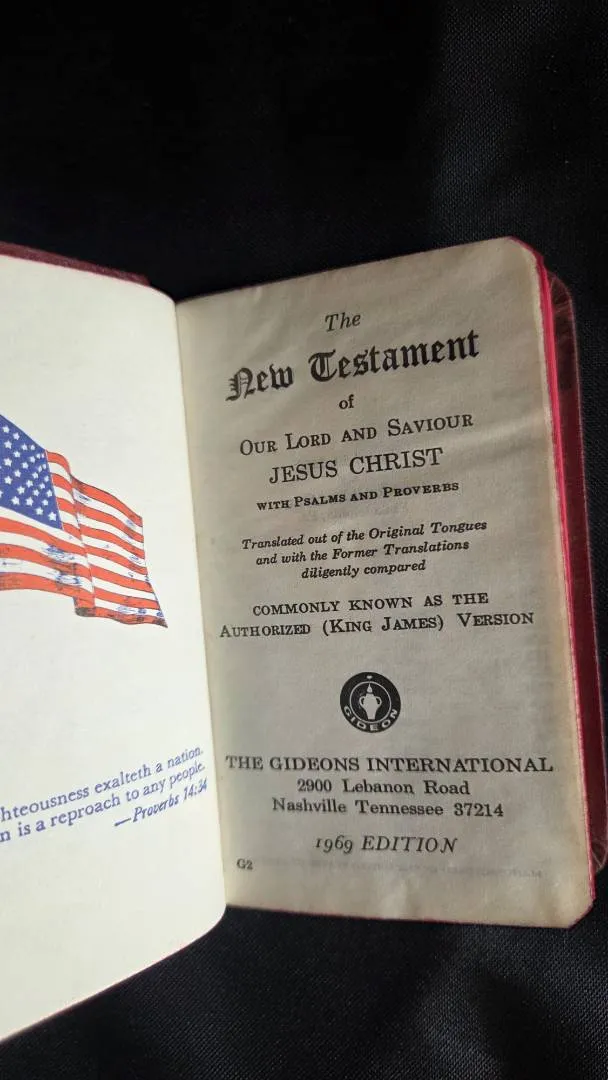 hteousness exalteth a nation.
n is a reproach to any people.
—Proverbs 14:34
The
New Testament
of
OUR LORD AND SAVIOUR
JESUS CHRIST
WITH PSALMS AND PROVERBS
Translated out of the Original Tongues
and with the Former Translations
diligently compared
COMMONLY KNOWN AS THE
AUTHORIZED (KING JAMES) VERSION
GIDEON
THE GIDEONS INTERNATIONAL
2900 Lebanon Road
Nashville Tennessee 37214
1969 EDITION
G2